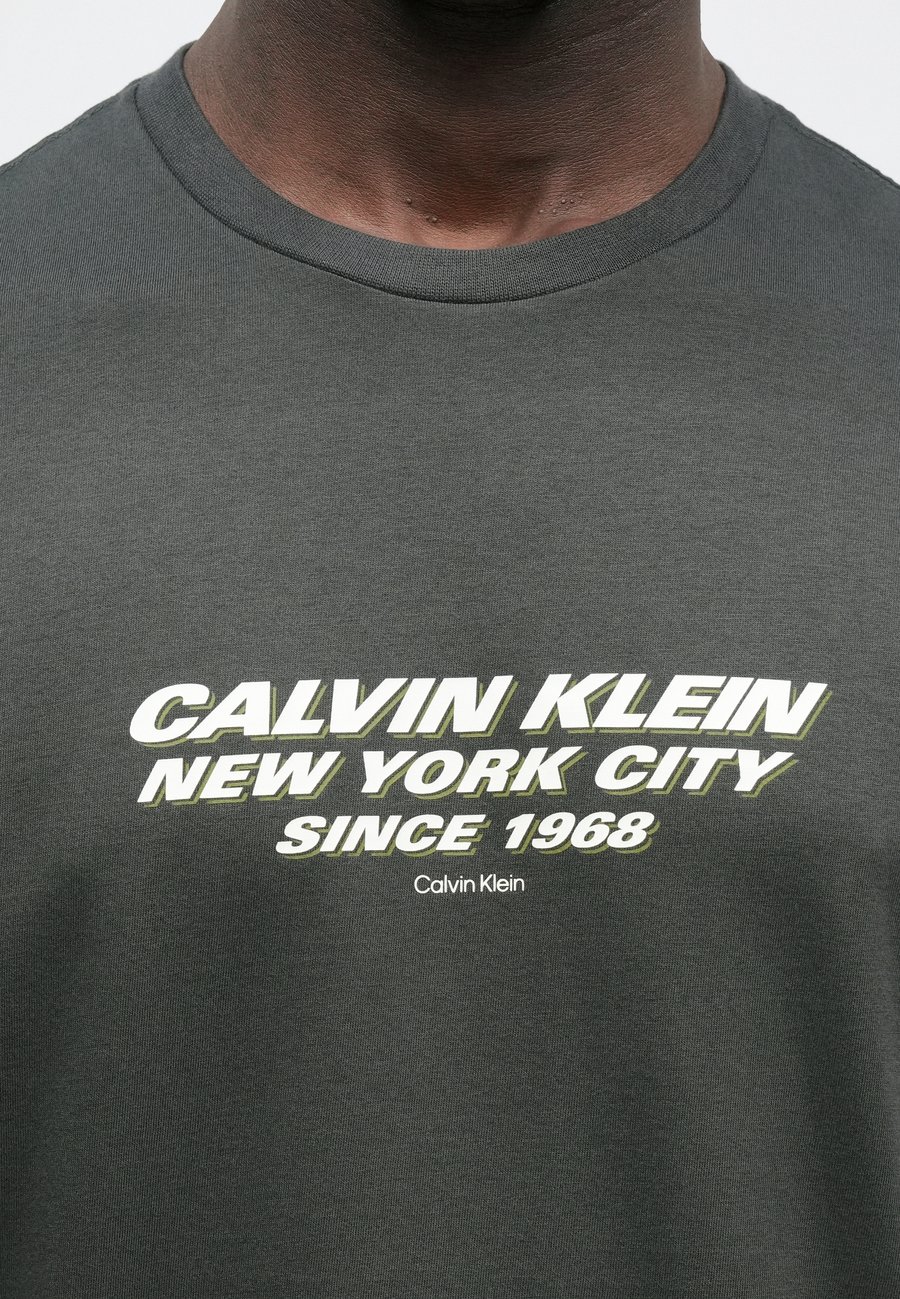 CALVIN KLEIN
NEW YORK CITY
SINCE 1968
Calvin Klein